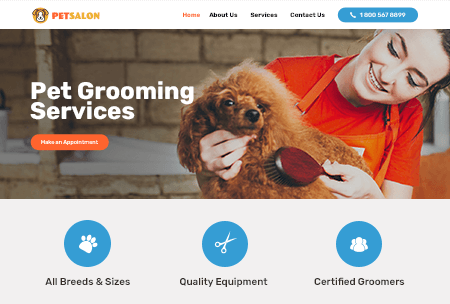 PETSALON
Home About Us Services Contact Us 1 800 567 8899
Pet Grooming
Services
Make an Appointment
All Breeds & Sizes Quality Equipment Certified Groomers